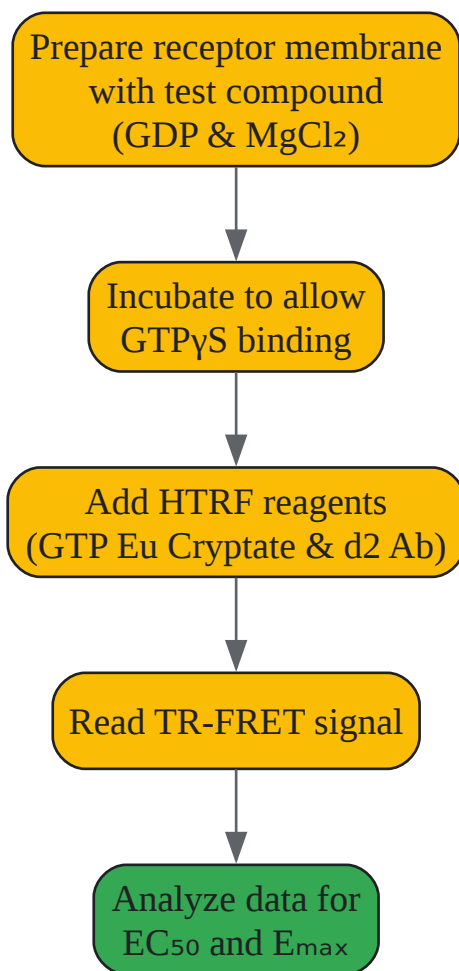 Prepare receptor membrane
with test compound
(GDP & MgCl₂)
Incubate to allow
GTPγS binding
Add HTRF reagents
(GTP Eu Cryptate & d2 Ab)
Read TR-FRET signal
Analyze data for
EC₅₀ and Eₘₐₓ